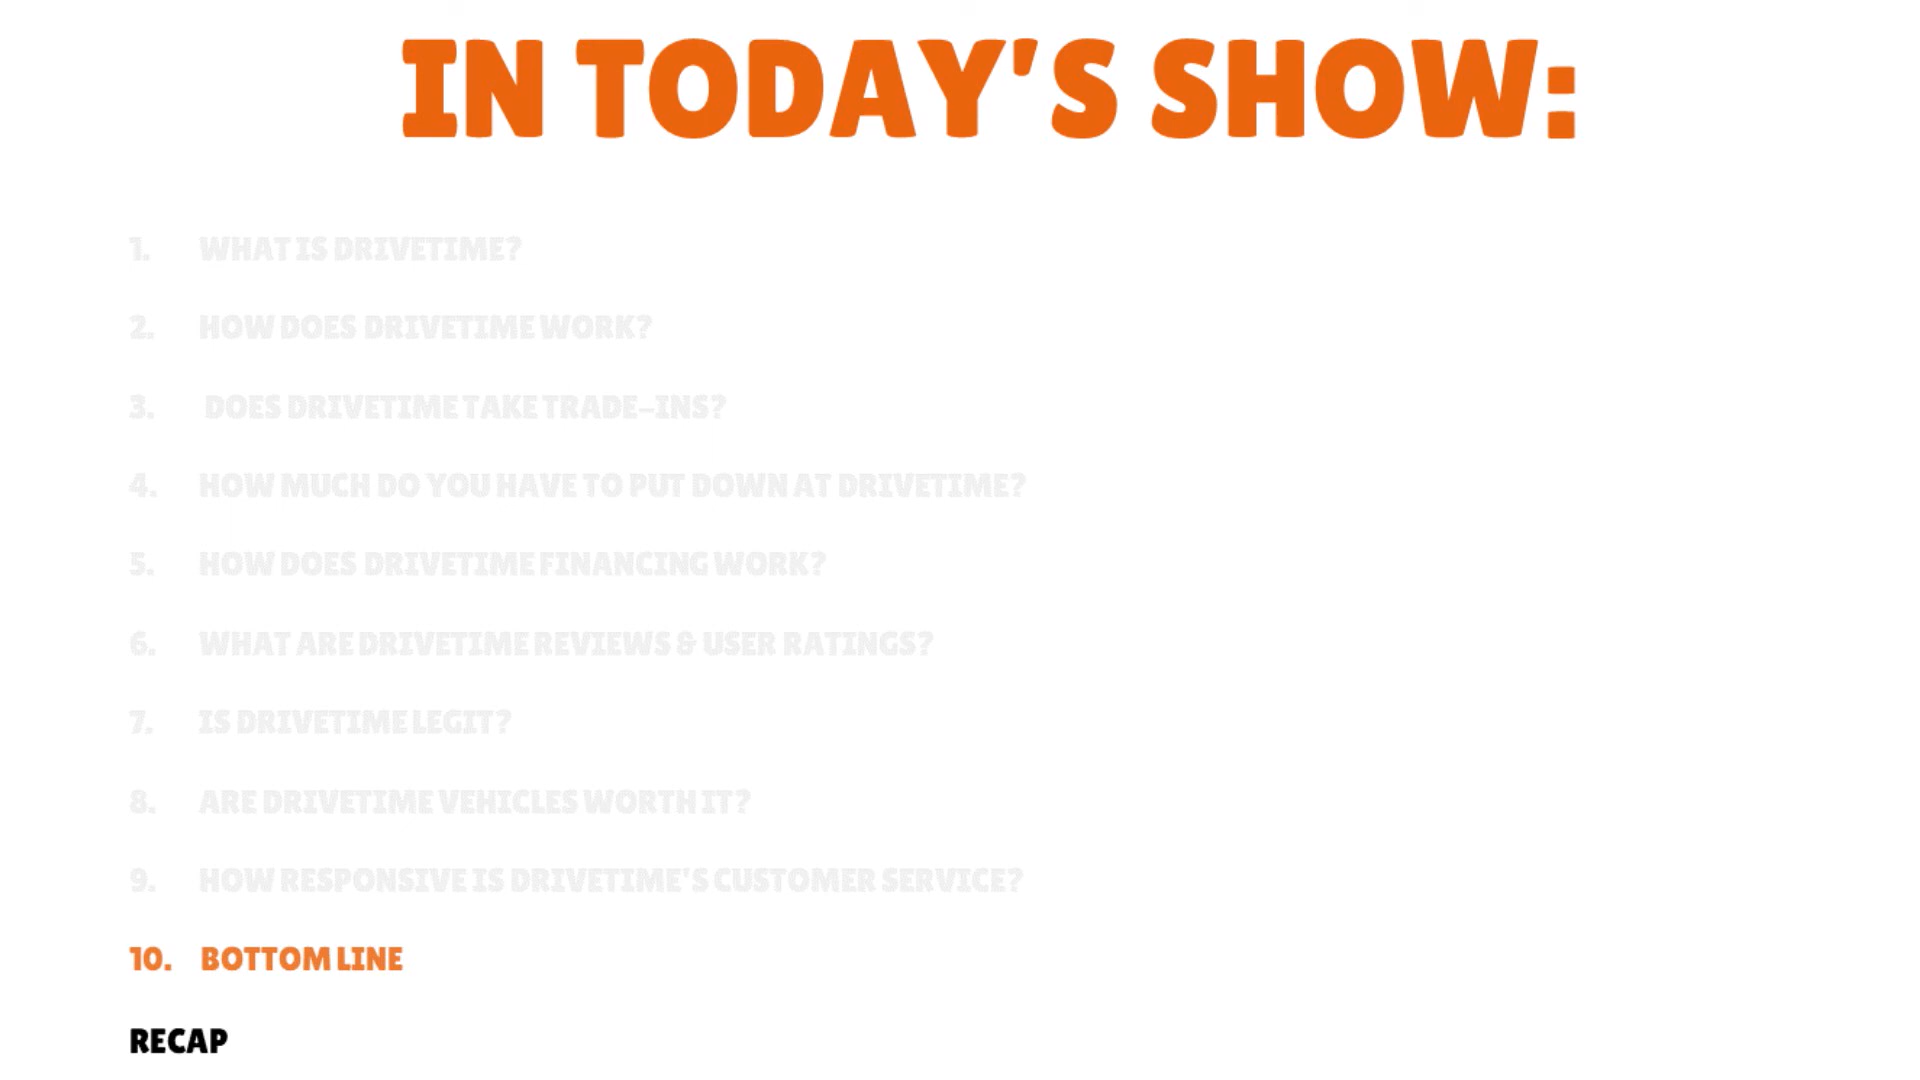 IN TODAY'S SHOW:
1. WHAT IS DRIVETIME?
2. HOW DOES DRIVETIME WORK?
3. DOES DRIVETIME TAKE TRADE-INS?
4. HOW MUCH DO YOU HAVE TO PUT DOWN AT DRIVETIME?
5. HOW DOES DRIVETIME FINANCING WORK?
6. WHAT ARE DRIVETIME REVIEWS & USER RATINGS?
7. IS DRIVETIME LEGIT?
8. ARE DRIVETIME VEHICLES WORTH IT?
9. HOW RESPONSIVE IS DRIVETIME'S CUSTOMER SERVICE?
10. BOTTOM LINE
RECAP